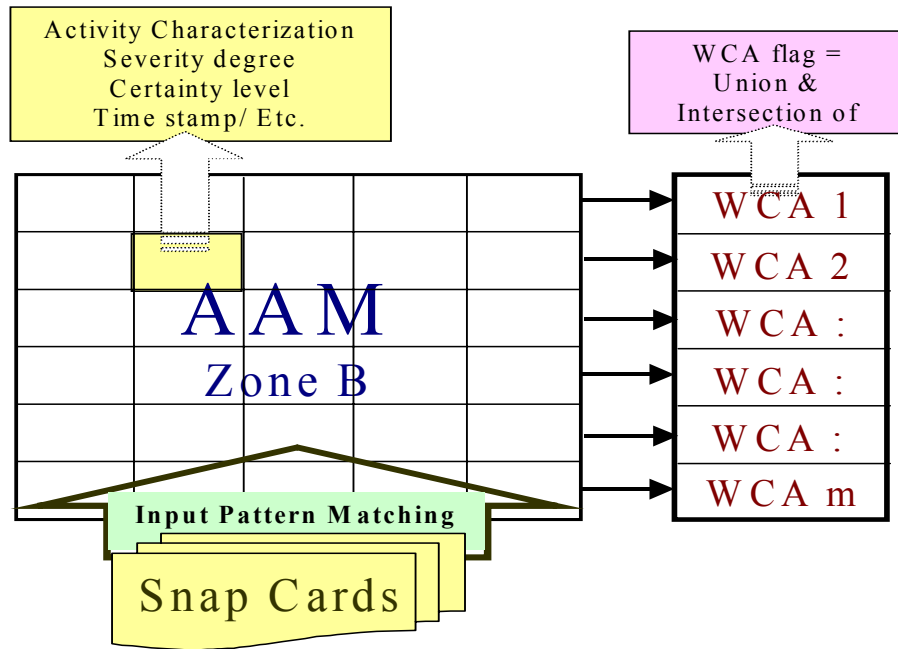 Activity Characterization
Severity degree
Certainty level
Time stamp/ Etc.
WCA flag =
Union &
Intersection of
AAM
Zone B
WCA 1
WCA 2
WCA :
WCA :
WCA :
WCA m
Input Pattern Matching
Snap Cards